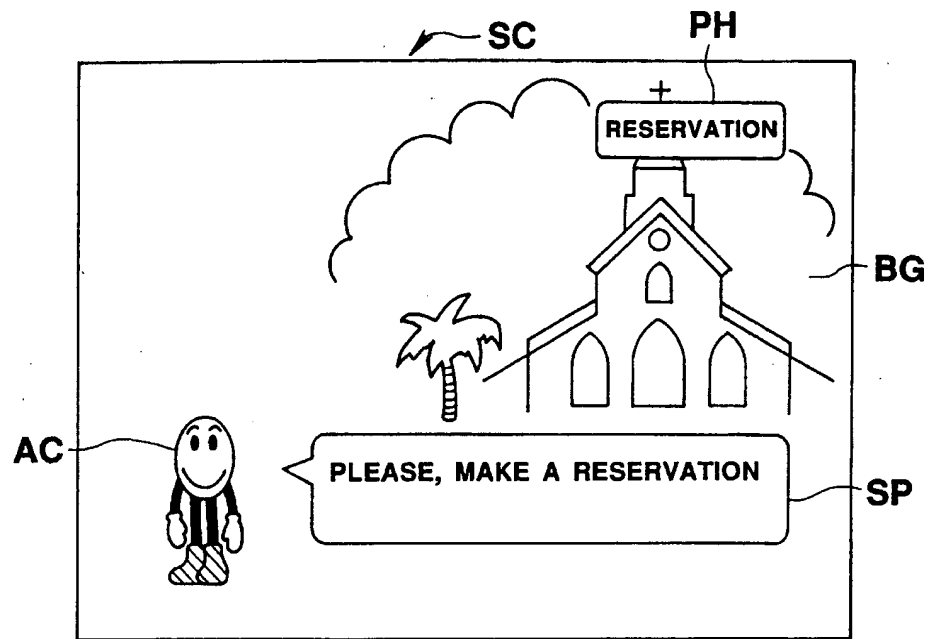 SC
PH
RESERVATION
BG
AC
PLEASE, MAKE A RESERVATION
SP